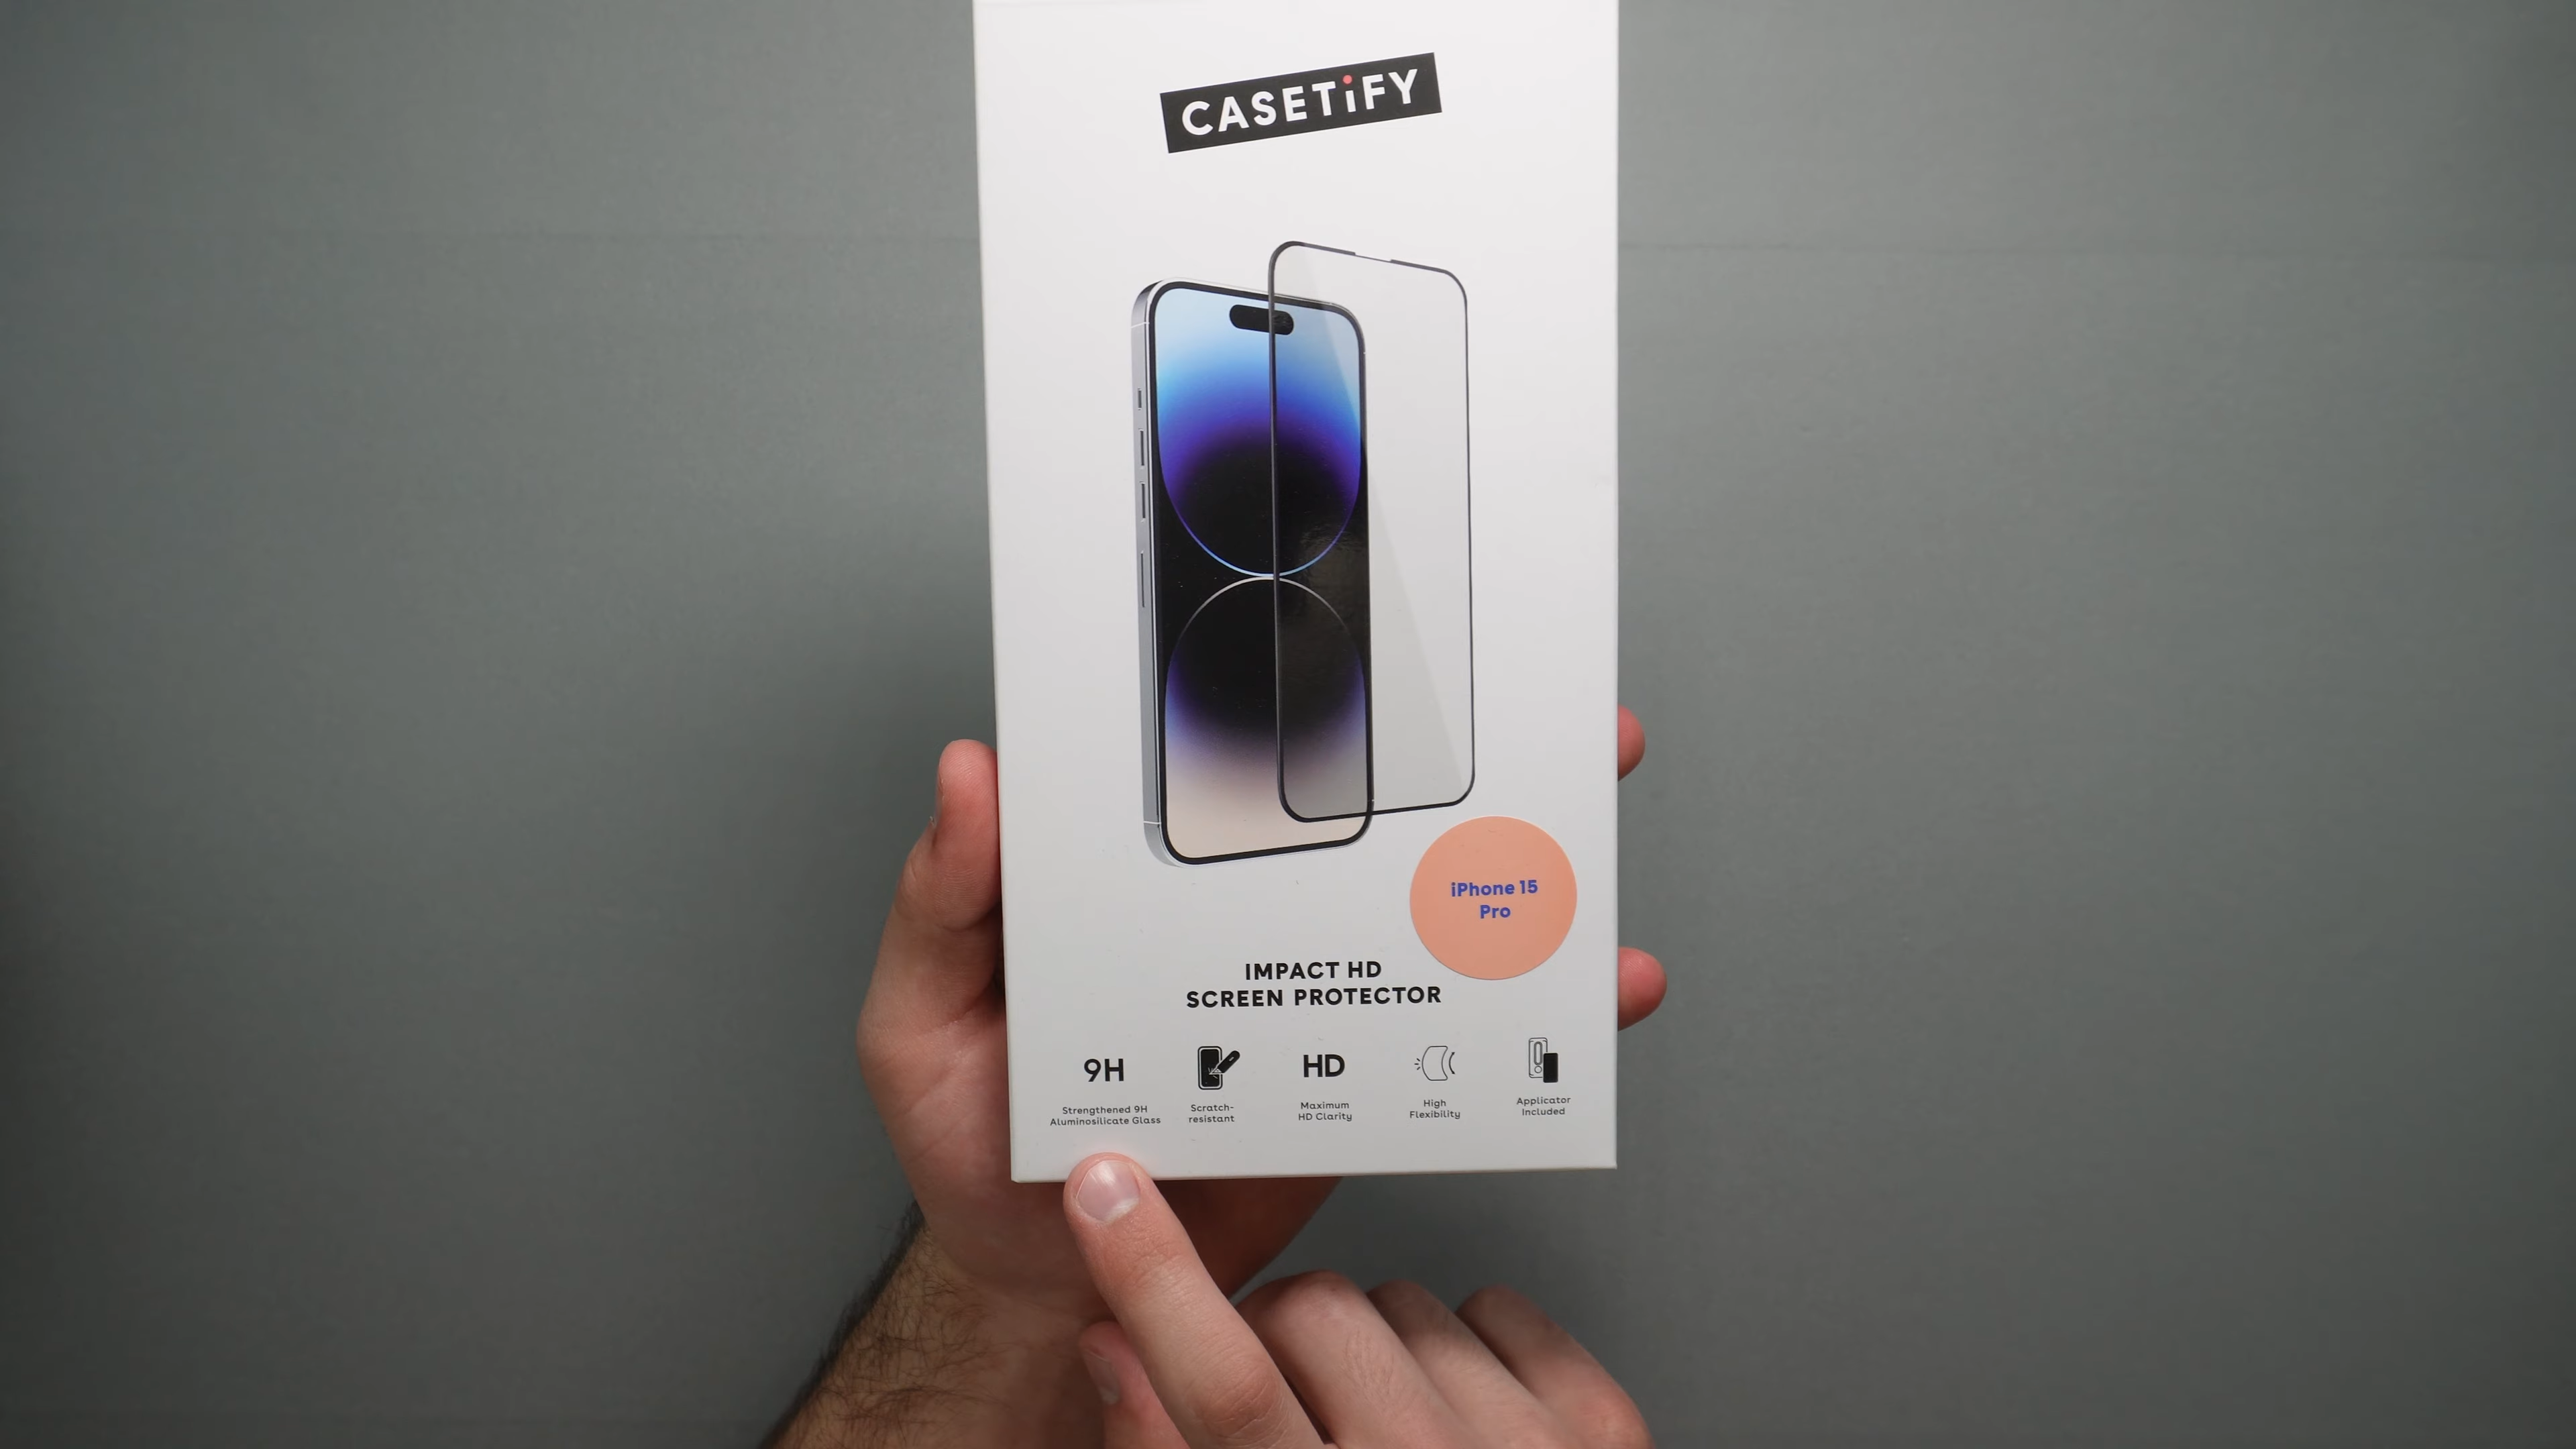 CASETiFY
iPhone 15
Pro
IMPACT HD
SCREEN PROTECTOR
9H
Strengthened 9H
Aluminosilicate Glass
Scratch-
resistant
HD
Maximum
HD Clarity
High
Flexibility
Applicator
Included